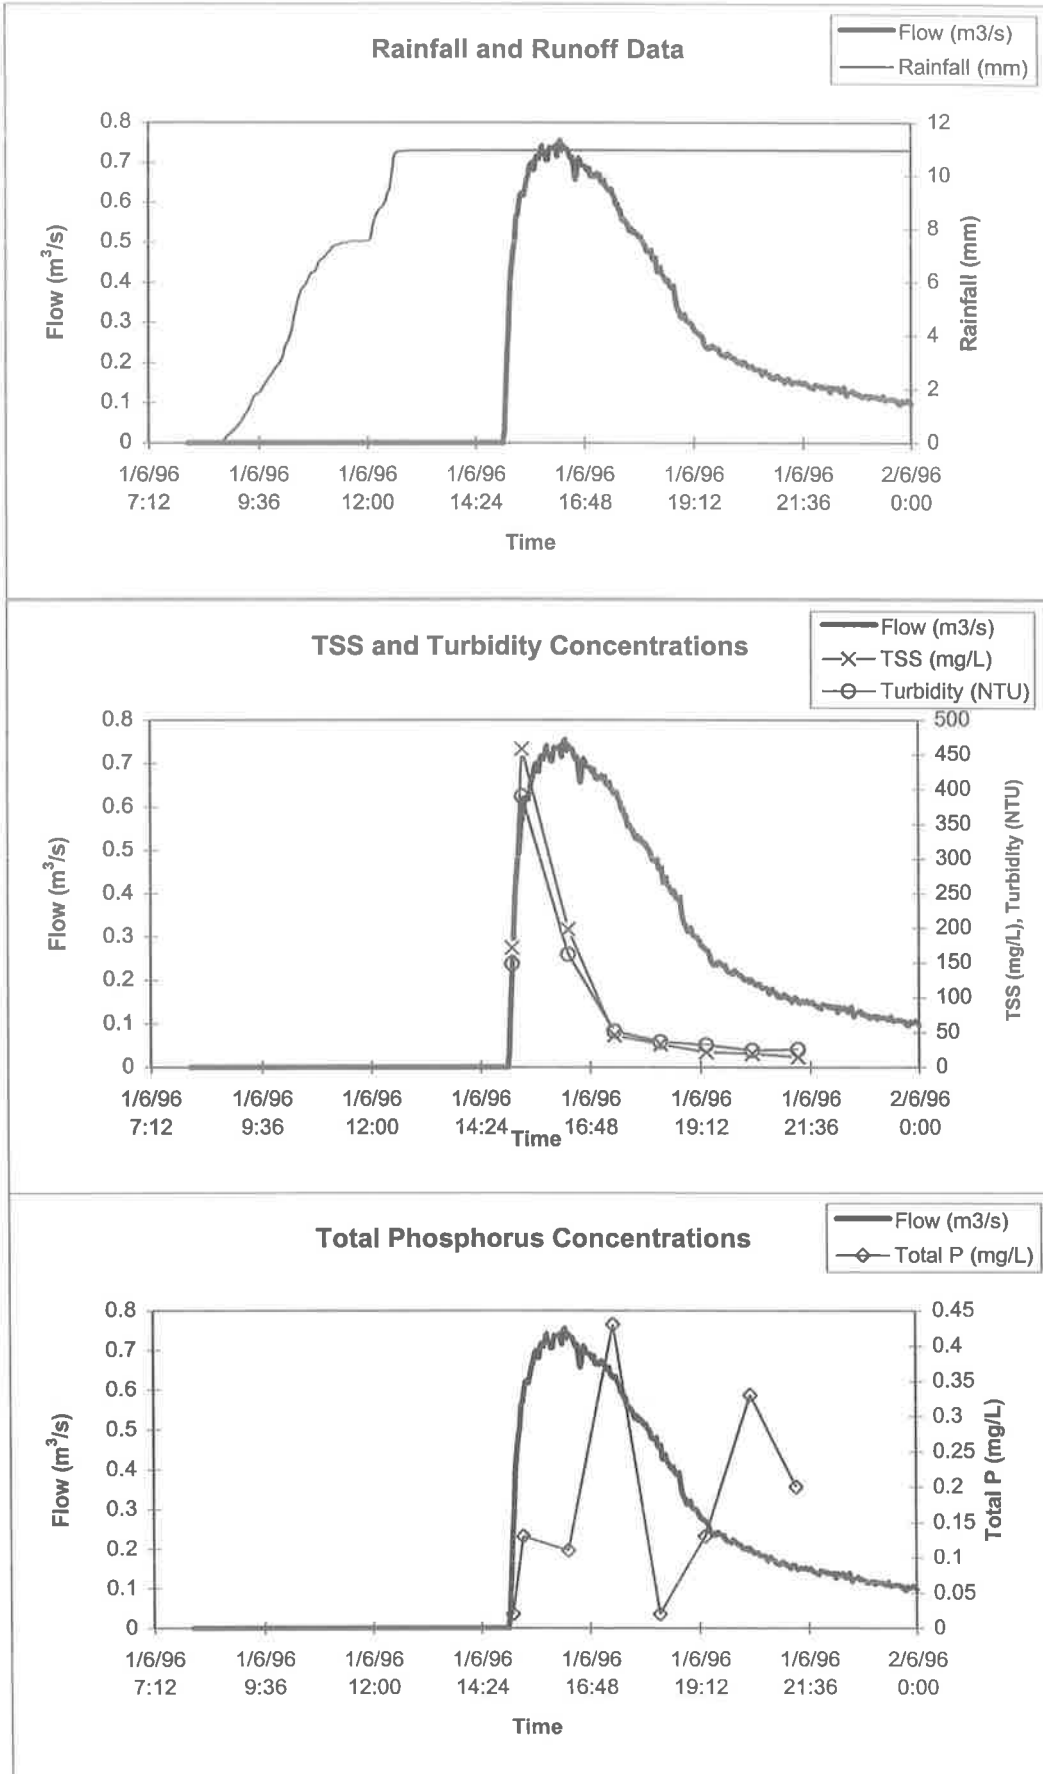 Rainfall and Runoff Data
Flow (m3/s)
Rainfall (mm)
0.8
0.7
0.6
0.5
0.4
0.3
0.2
0.1
0
Flow (m³/s)
12
10
8
6
4
2
0
Rainfall (mm)
1/6/96 1/6/96 1/6/96 1/6/96 1/6/96 1/6/96 1/6/96 2/6/96
7:12 9:36 12:00 14:24 16:48 19:12 21:36 0:00
Time
TSS and Turbidity Concentrations
Flow (m3/s)
TSS (mg/L)
Turbidity (NTU)
0.8
0.7
0.6
0.5
0.4
0.3
0.2
0.1
0
Flow (m³/s)
500
450
400
350
300
250
200
150
100
50
0
TSS (mg/L), Turbidity (NTU)
1/6/96 1/6/96 1/6/96 1/6/96 1/6/96 1/6/96 1/6/96 2/6/96
7:12 9:36 12:00 14:24 16:48 19:12 21:36 0:00
Time
Total Phosphorus Concentrations
Flow (m3/s)
Total P (mg/L)
0.8
0.7
0.6
0.5
0.4
0.3
0.2
0.1
0
Flow (m³/s)
0.45
0.4
0.35
0.3
0.25
0.2
0.15
0.1
0.05
0
Total P (mg/L)
1/6/96 1/6/96 1/6/96 1/6/96 1/6/96 1/6/96 1/6/96 2/6/96
7:12 9:36 12:00 14:24 16:48 19:12 21:36 0:00
Time